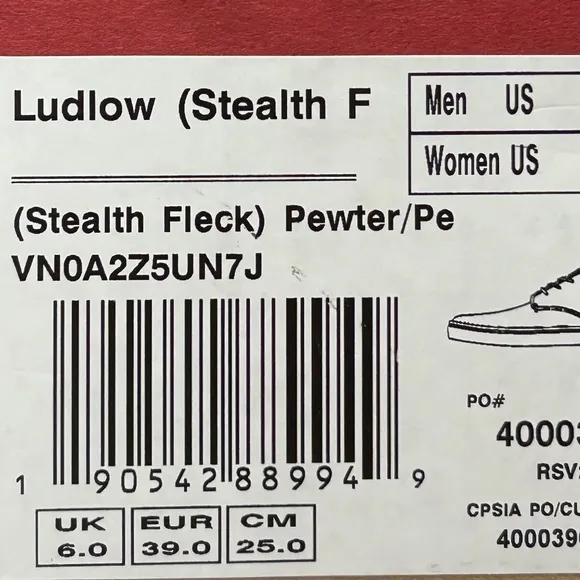 Ludlow (Stealth F
Men US
Women US
(Stealth Fleck) Pewter/Pe
VN0A2Z5UN7J
PO#
40003
RSV
1 90542 88994 9
CPSIA PO/CU
400039
UK EUR CM
6.0 39.0 25.0